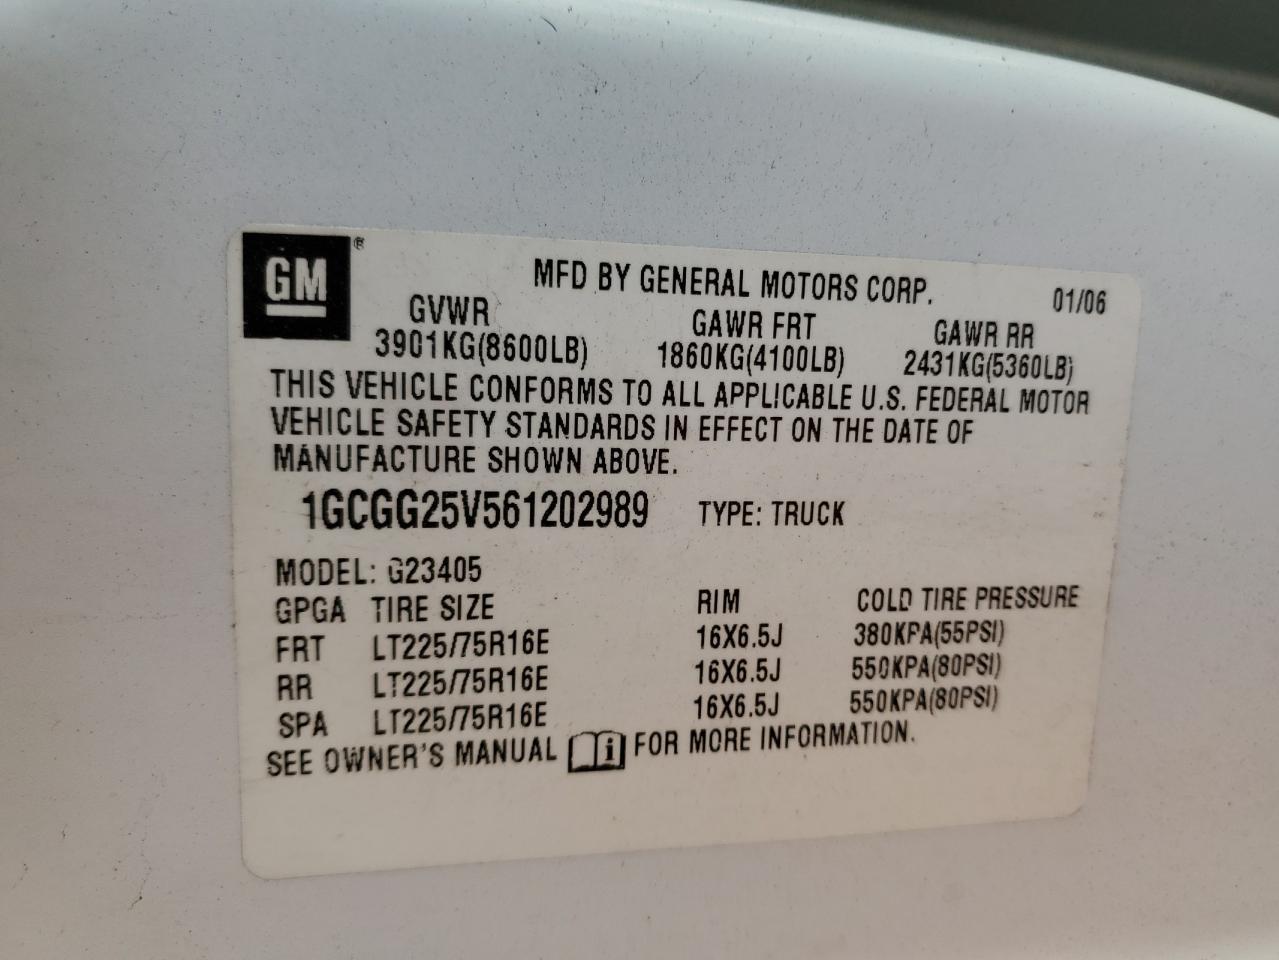 GM ®
MFD BY GENERAL MOTORS CORP. 01/06
GVWR GAWR FRT GAWR RR
3901KG(8600LB) 1860KG(4100LB) 2431KG(5360LB)
THIS VEHICLE CONFORMS TO ALL APPLICABLE U.S. FEDERAL MOTOR
VEHICLE SAFETY STANDARDS IN EFFECT ON THE DATE OF
MANUFACTURE SHOWN ABOVE.
1GCGG25V561202989 TYPE: TRUCK
MODEL: G23405
GPGA TIRE SIZE RIM COLD TIRE PRESSURE
FRT LT225/75R16E 16X6.5J 380KPA(55PSI)
RR LT225/75R16E 16X6.5J 550KPA(80PSI)
SPA LT225/75R16E 16X6.5J 550KPA(80PSI)
SEE OWNER'S MANUAL i FOR MORE INFORMATION.